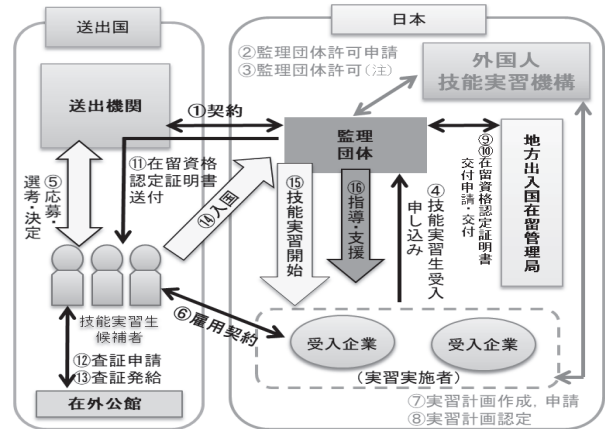 送出国
日本
②監理団体許可申請
③監理団体許可(注)
外国人
技能実習機構
送出機関
①契約
監理
団体
⑨
⑩在留資格認定証明書
交付申請・交付
地方出入国在留管理局
⑤応募・
選考・決定
⑪在留資格
認定証明書
送付
⑭入国
⑮技能実習開始
⑯指導・支援
④技能実習生受入
申し込み
技能実習生
候補者
⑥雇用契約
受入企業
受入企業
(実習実施者)
⑫査証申請
⑬査証発給
在外公館
⑦実習計画作成，申請
⑧実習計画認定